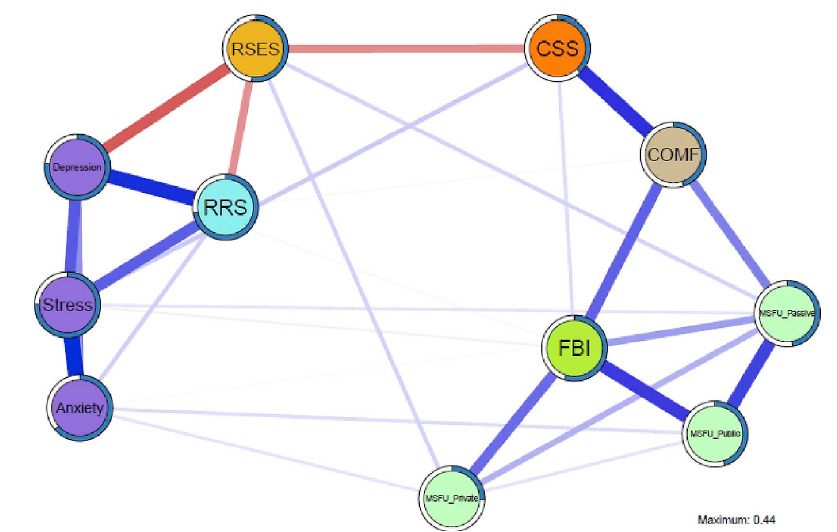 RSES
CSS
COMF
Depression
RRS
Stress
MSFU_Passive
FBI
Anxiety
MSFU_Public
MSFU_Private
Maximum: 0.44